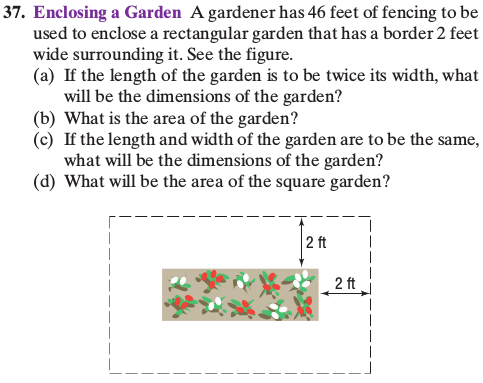 37. Enclosing a Garden A gardener has 46 feet of fencing to be
used to enclose a rectangular garden that has a border 2 feet
wide surrounding it. See the figure.
(a) If the length of the garden is to be twice its width, what
will be the dimensions of the garden?
(b) What is the area of the garden?
(c) If the length and width of the garden are to be the same,
what will be the dimensions of the garden?
(d) What will be the area of the square garden?
2 ft
2 ft